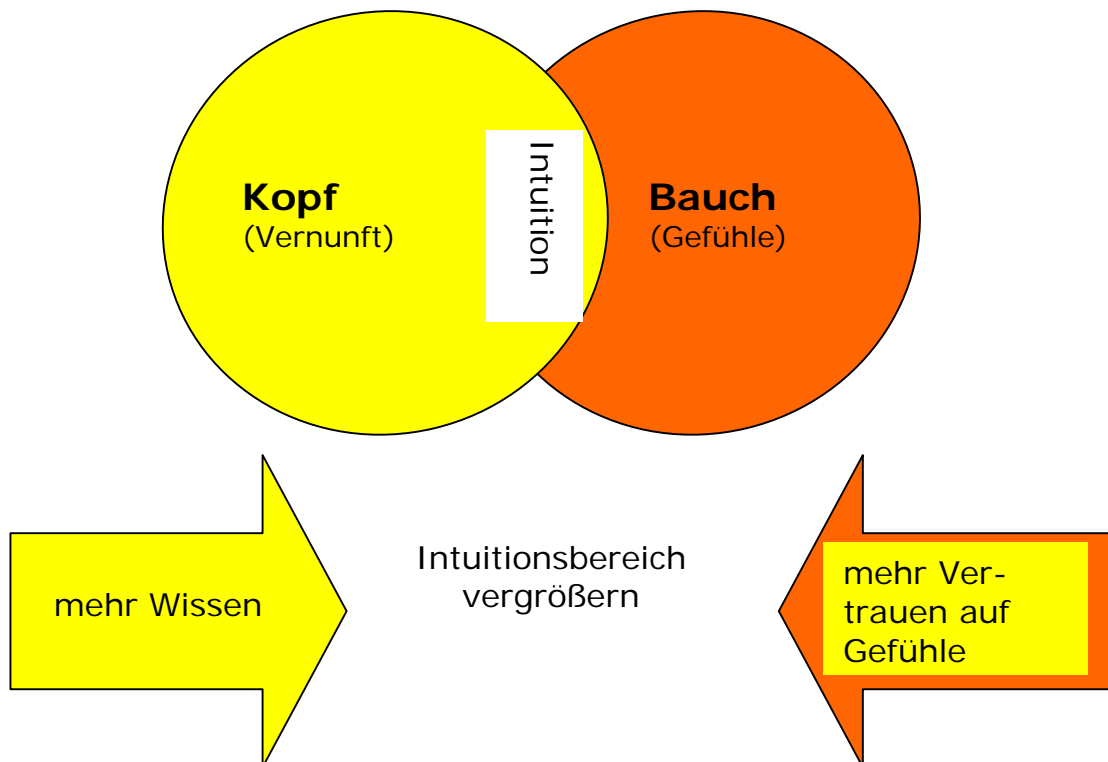 Kopf
(Vernunft)
Intuition
Bauch
(Gefühle)
mehr Wissen
Intuitionsbereich
vergrößern
mehr Ver-
trauen auf
Gefühle